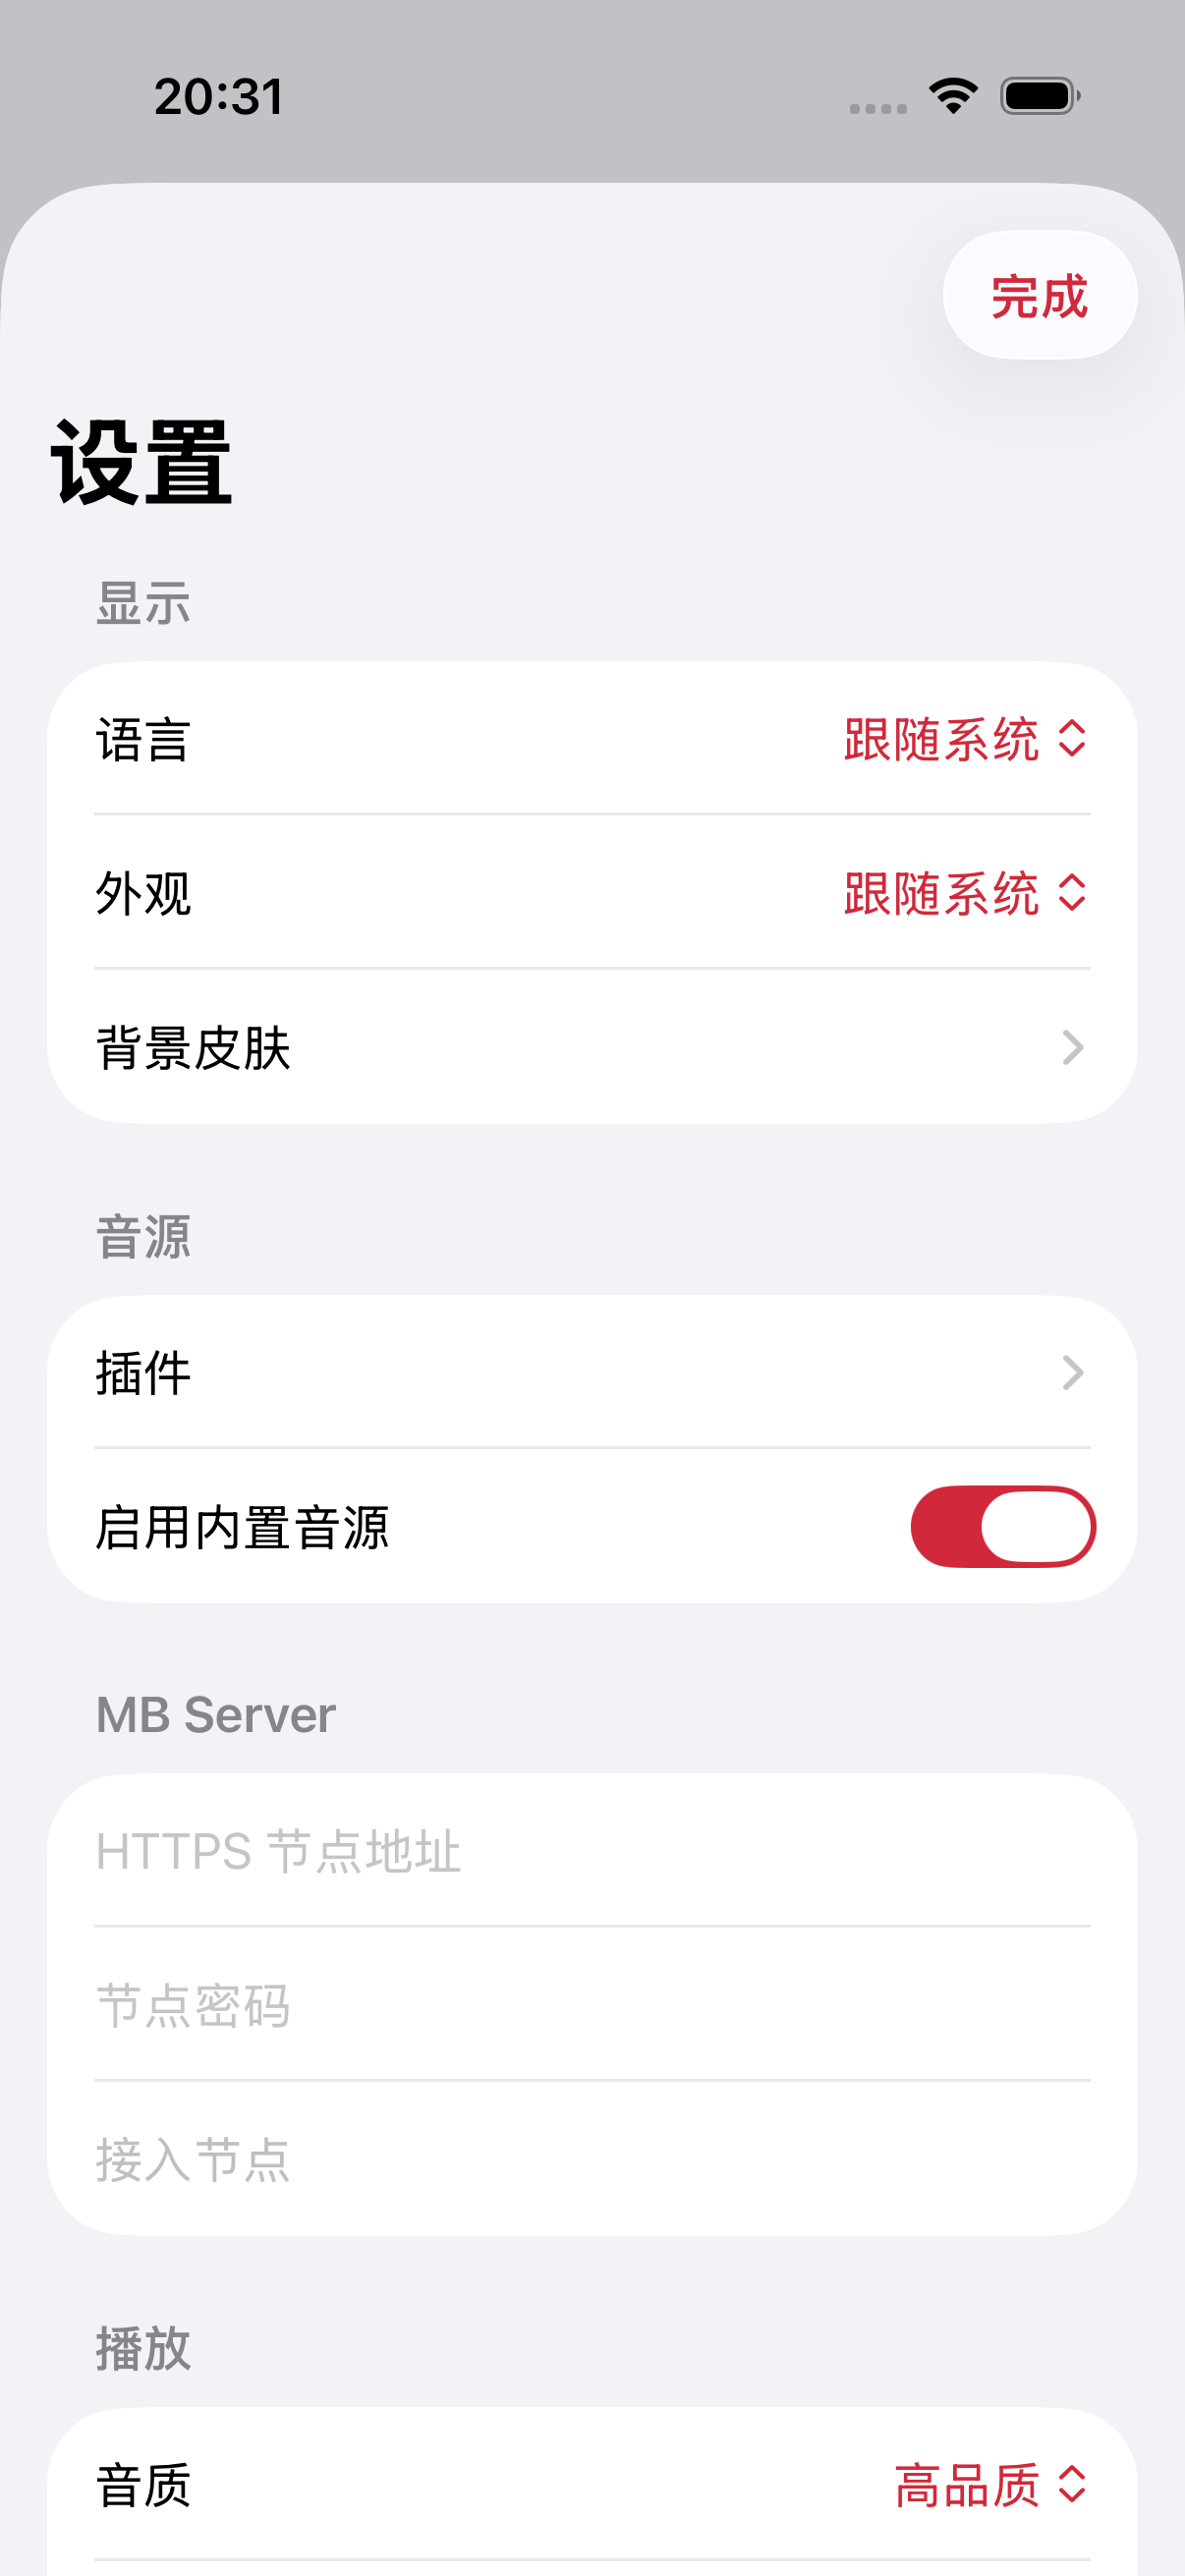 20:31
完成
设置
显示
语言 跟随系统
外观 跟随系统
背景皮肤
音源
插件
启用内置音源
MB Server
HTTPS 节点地址
节点密码
接入节点
播放
音质 高品质